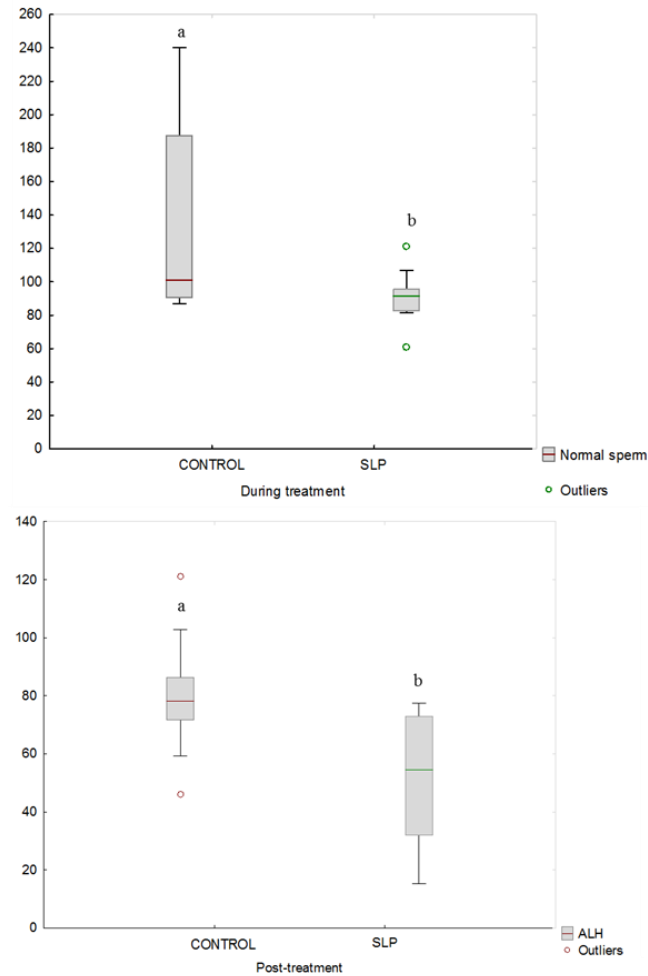 260
a
240
220
200
180
160
140
b
120
100
80
60
40
20
0
CONTROL SLP
Normal sperm
During treatment
Outliers
140
120
a
100
b
80
60
40
20
0
CONTROL SLP
ALH
Outliers
Post-treatment